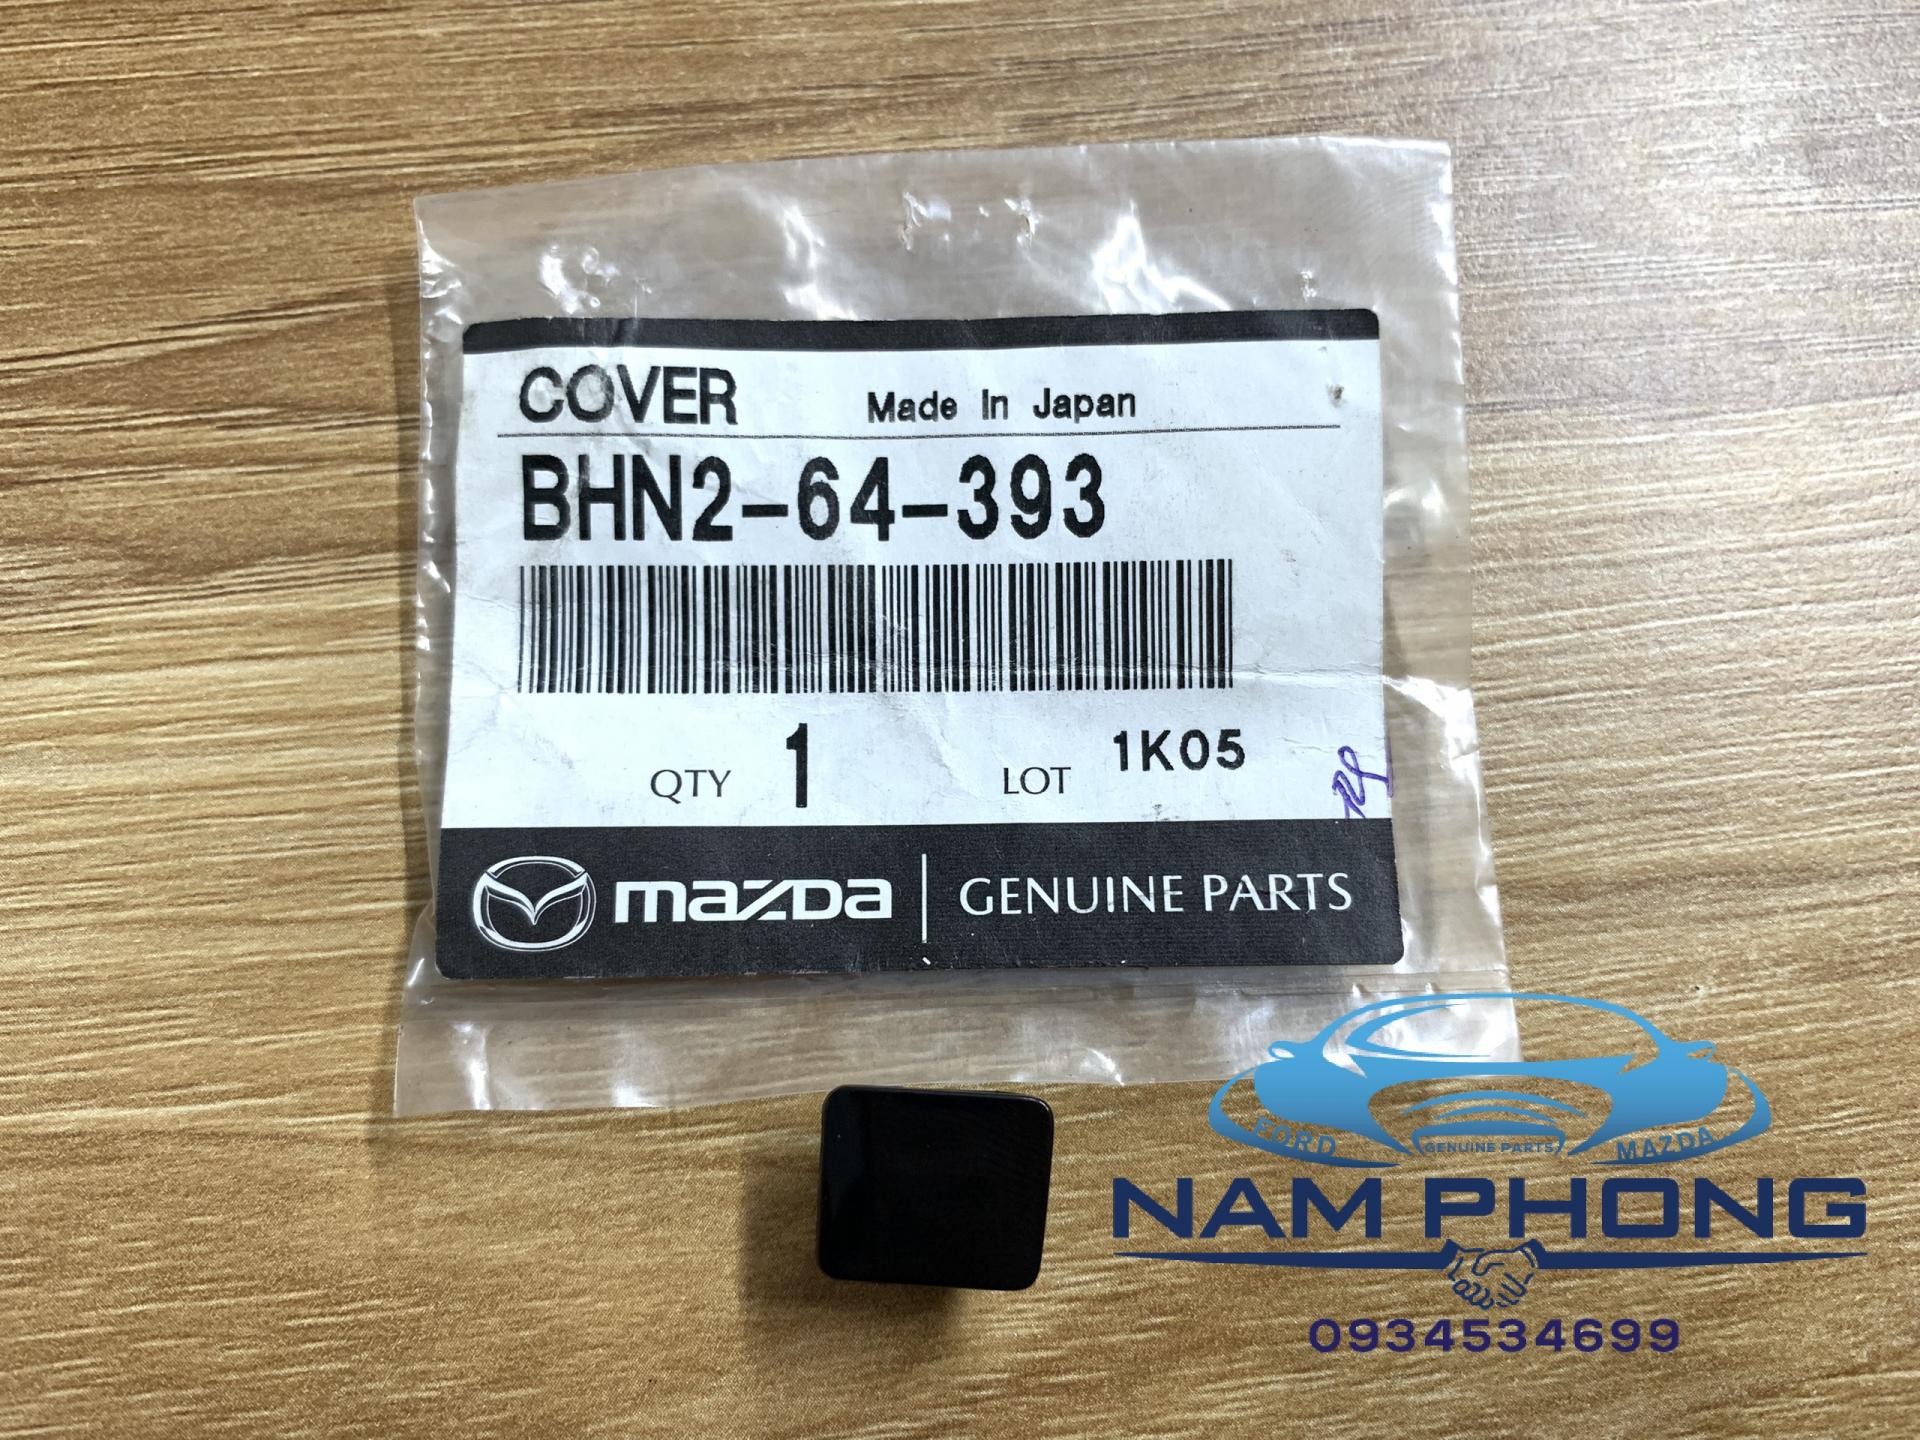 COVER Made In Japan
BHN2-64-393
QTY 1 LOT 1K05
mazda GENUINE PARTS
FORD GENUINE PARTS MAZDA
NAM PHONG
0934534699